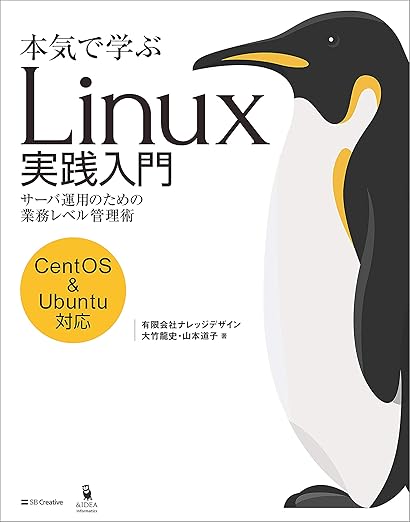 本気で学ぶ
Linux
実践入門
サーバ運用のための
業務レベル管理術
CentOS
&
Ubuntu
対応
有限会社ナレッジデザイン
大竹龍史・山本道子 著
SB Creative
&IDEA
informatics